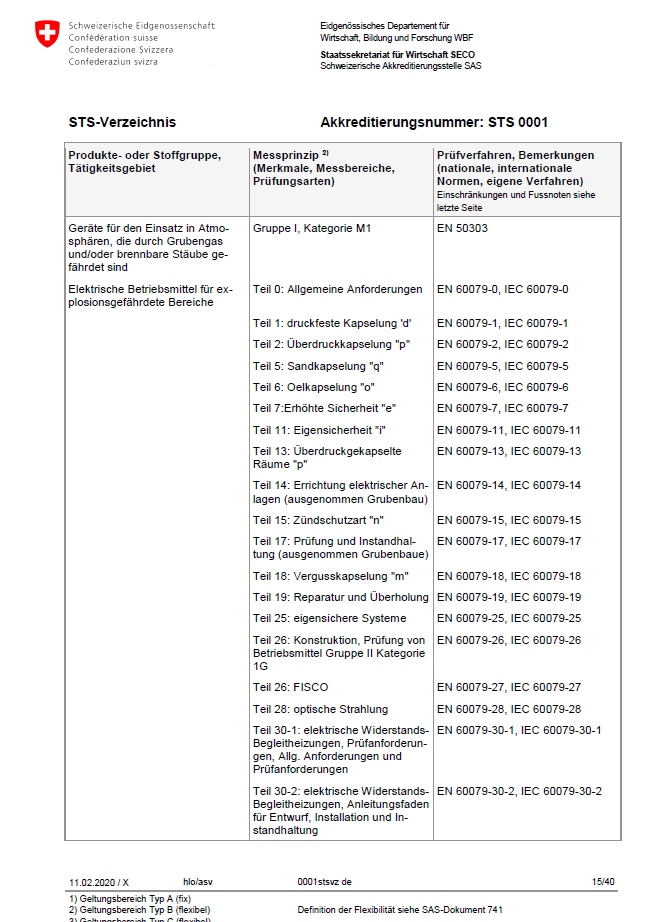 Schweizerische Eidgenossenschaft
Confédération suisse
Confederazione Svizzera
Confederaziun svizra
Eidgenössisches Departement für
Wirtschaft, Bildung und Forschung WBF
Staatssekretariat für Wirtschaft SECO
Schweizerische Akkreditierungsstelle SAS
STS-Verzeichnis Akkreditierungsnummer: STS 0001
Produkte- oder Stoffgruppe,
Tätigkeitsgebiet
Messprinzip 2)
(Merkmale, Messbereiche,
Prüfungsarten)
Prüfverfahren, Bemerkungen
(nationale, internationale
Normen, eigene Verfahren)
Einschränkungen und Fussnoten siehe
letzte Seite
Geräte für den Einsatz in Atmo-
sphären, die durch Grubengas
und/oder brennbare Stäube ge-
fährdet sind
Gruppe I, Kategorie M1
EN 50303
Elektrische Betriebsmittel für ex-
plosionsgefährdete Bereiche
Teil 0: Allgemeine Anforderungen
EN 60079-0, IEC 60079-0
Teil 1: druckfeste Kapselung 'd'
EN 60079-1, IEC 60079-1
Teil 2: Überdruckkapselung "p"
EN 60079-2, IEC 60079-2
Teil 5: Sandkapselung "q"
EN 60079-5, IEC 60079-5
Teil 6: Oelkapselung "o"
EN 60079-6, IEC 60079-6
Teil 7:Erhöhte Sicherheit "e"
EN 60079-7, IEC 60079-7
Teil 11: Eigensicherheit "i"
EN 60079-11, IEC 60079-11
Teil 13: Überdruckgekapselte
Räume "p"
EN 60079-13, IEC 60079-13
Teil 14: Errichtung elektrischer An-
lagen (ausgenommen Grubenbau)
EN 60079-14, IEC 60079-14
Teil 15: Zündschutzart "n"
EN 60079-15, IEC 60079-15
Teil 17: Prüfung und Instandhal-
tung (ausgenommen Grubenbaue)
EN 60079-17, IEC 60079-17
Teil 18: Vergusskapselung "m"
EN 60079-18, IEC 60079-18
Teil 19: Reparatur und Überholung
EN 60079-19, IEC 60079-19
Teil 25: eigensichere Systeme
EN 60079-25, IEC 60079-25
Teil 26: Konstruktion, Prüfung von
Betriebsmittel Gruppe II Kategorie
1G
EN 60079-26, IEC 60079-26
Teil 26: FISCO
EN 60079-27, IEC 60079-27
Teil 28: optische Strahlung
EN 60079-28, IEC 60079-28
Teil 30-1: elektrische Widerstands-
Begleitheizungen, Prüfanforderun-
gen, Allg. Anforderungen und
Prüfanforderungen
EN 60079-30-1, IEC 60079-30-1
Teil 30-2: elektrische Widerstands-
Begleitheizungen, Anleitungsfaden
für Entwurf, Installation und In-
standhaltung
EN 60079-30-2, IEC 60079-30-2
11.02.2020 / X hlo/asv 0001stsvz de 15/40
1) Geltungsbereich Typ A (fix)
2) Geltungsbereich Typ B (flexibel) Definition der Flexibilität siehe SAS-Dokument 741
3) Geltungsbereich Typ C (flexibel)